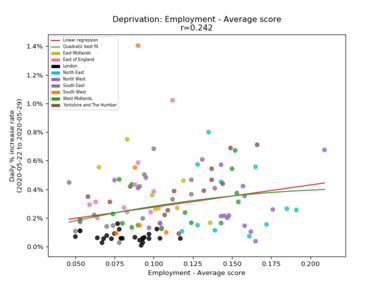 Deprivation: Employment - Average score
r=0.242
Linear regression
Quadratic best fit
East Midlands
East of England
London
North East
North West
South East
South West
West Midlands
Yorkshire and The Humber
Daily % increase rate
(2020-05-22 to 2020-05-29)
1.4%
1.2%
1.0%
0.8%
0.6%
0.4%
0.2%
0.0%
0.050
0.075
0.100
0.125
0.150
0.175
0.200
Employment - Average score